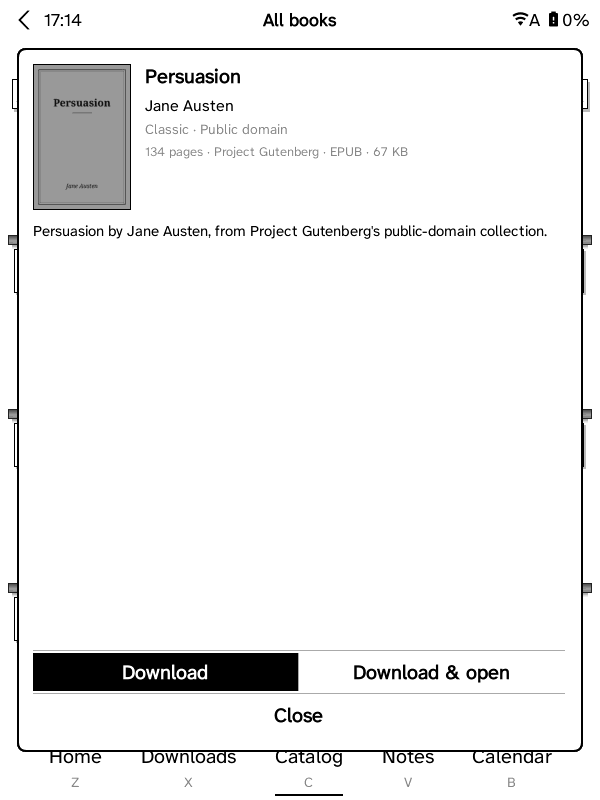 17:14 All books A 0%
Persuasion
Jane Austen
Persuasion
Jane Austen
Classic · Public domain
134 pages · Project Gutenberg · EPUB · 67 KB
Persuasion by Jane Austen, from Project Gutenberg's public-domain collection.
Download Download & open
Close
Home Downloads Catalog Notes Calendar
Z X C V B